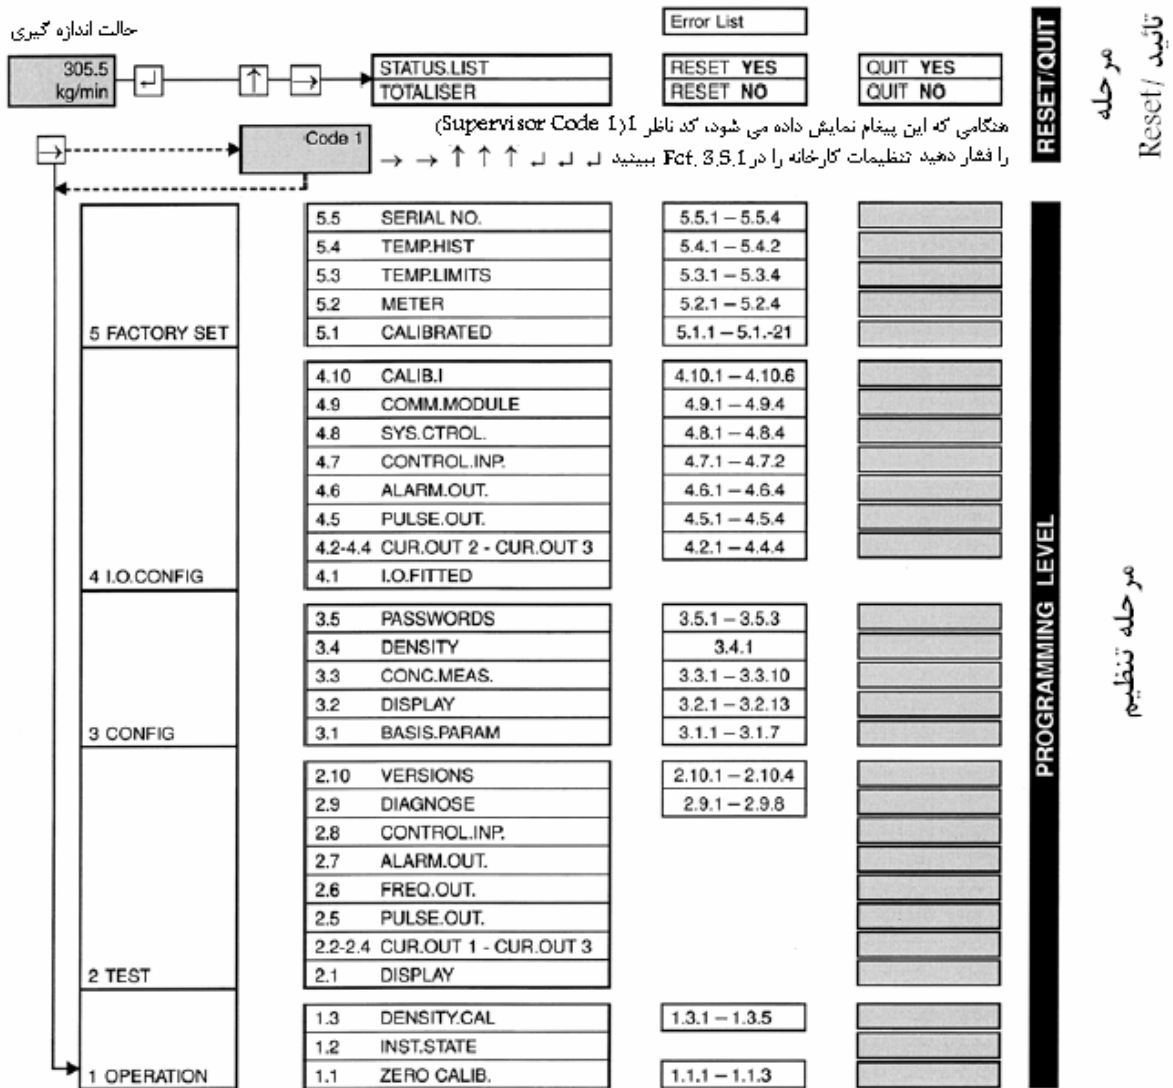 حالت اندازه گیری
305.5
kg/min
↵ ↑ →
STATUS.LIST
TOTALISER
Error List
RESET YES
RESET NO
QUIT YES
QUIT NO
RESET/QUIT
مرحله
تائید /Reset
→
Code 1
هنگامی که این پیغام نمایش داده می شود، کد ناظر 1(Supervisor Code 1)
را فشار دهید تنظیمات کارخانه را در Fct. 3.5.1 ببینید ↵ ↵ ↵ ↑ ↑ ↑ → →
5 FACTORY SET
5.5 SERIAL NO. 5.5.1 – 5.5.4
5.4 TEMP.HIST 5.4.1 – 5.4.2
5.3 TEMP.LIMITS 5.3.1 – 5.3.4
5.2 METER 5.2.1 – 5.2.4
5.1 CALIBRATED 5.1.1 – 5.1.-21
4 I.O.CONFIG
4.10 CALIB.I 4.10.1 – 4.10.6
4.9 COMM.MODULE 4.9.1 – 4.9.4
4.8 SYS.CTROL. 4.8.1 – 4.8.4
4.7 CONTROL.INP. 4.7.1 – 4.7.2
4.6 ALARM.OUT. 4.6.1 – 4.6.4
4.5 PULSE.OUT. 4.5.1 – 4.5.4
4.2-4.4 CUR.OUT 2 - CUR.OUT 3 4.2.1 – 4.4.4
4.1 I.O.FITTED
3 CONFIG
3.5 PASSWORDS 3.5.1 – 3.5.3
3.4 DENSITY 3.4.1
3.3 CONC.MEAS. 3.3.1 – 3.3.10
3.2 DISPLAY 3.2.1 – 3.2.13
3.1 BASIS.PARAM 3.1.1 – 3.1.7
2 TEST
2.10 VERSIONS 2.10.1 – 2.10.4
2.9 DIAGNOSE 2.9.1 – 2.9.8
2.8 CONTROL.INP.
2.7 ALARM.OUT.
2.6 FREQ.OUT.
2.5 PULSE.OUT.
2.2-2.4 CUR.OUT 1 - CUR.OUT 3
2.1 DISPLAY
1 OPERATION
1.3 DENSITY.CAL 1.3.1 – 1.3.5
1.2 INST.STATE
1.1 ZERO CALIB. 1.1.1 – 1.1.3
PROGRAMMING LEVEL
مرحله تنظیم